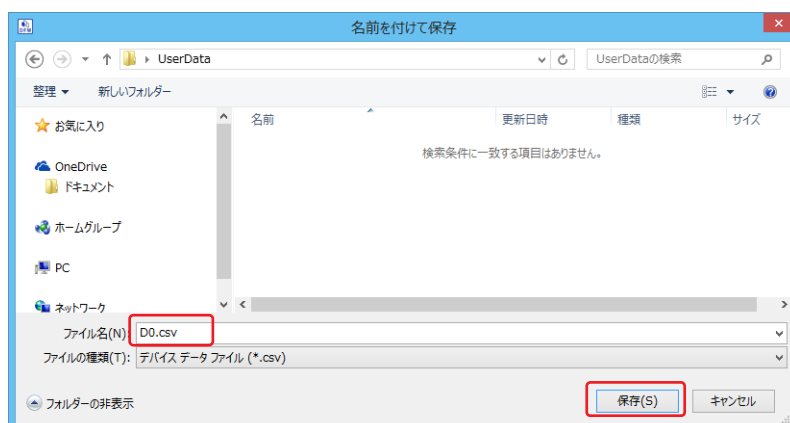 名前を付けて保存
UserData
UserDataの検索
整理 新しいフォルダー
お気に入り
名前 更新日時 種類 サイズ
検索条件に一致する項目はありません。
OneDrive
ドキュメント
ホームグループ
PC
ネットワーク
ファイル名(N): D0.csv
ファイルの種類(T): デバイス データ ファイル (*.csv)
フォルダーの非表示 保存(S) キャンセル